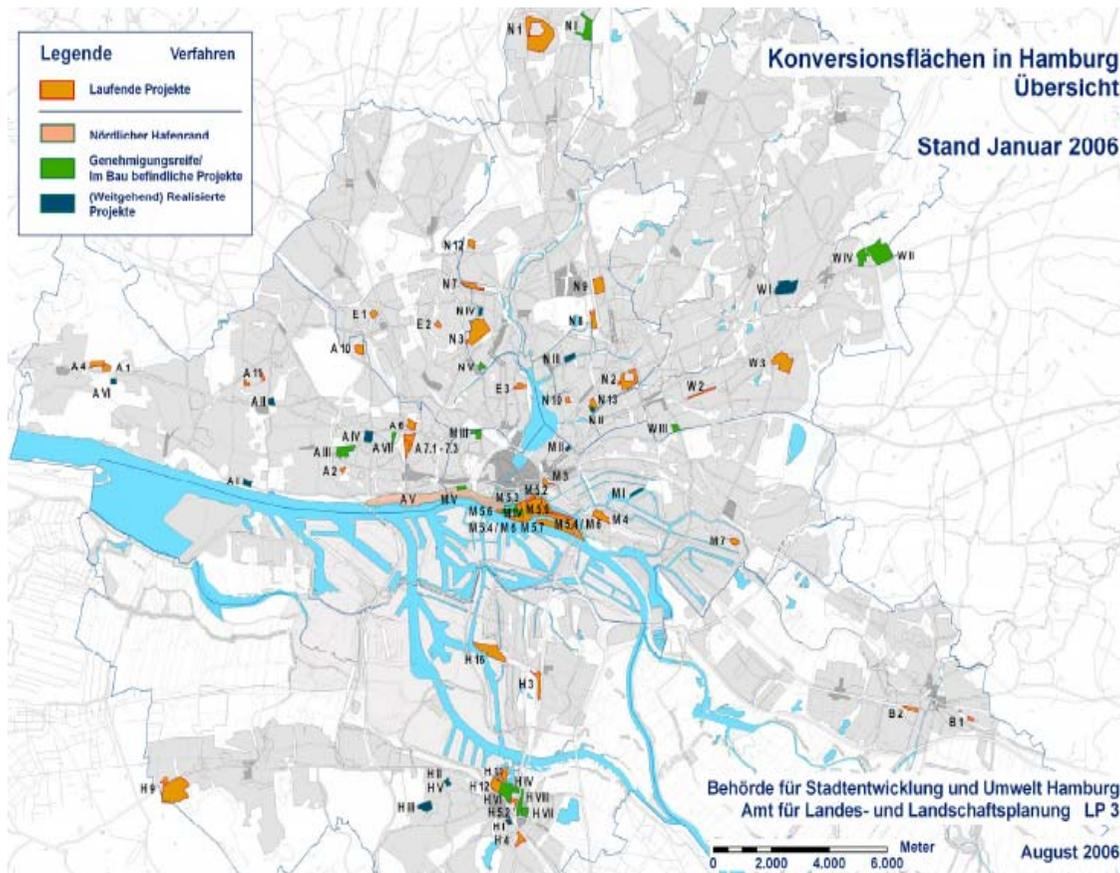 Legende Verfahren
Laufende Projekte
Nördlicher Hafenrand
Genehmigungsreife/
Im Bau befindliche Projekte
(Weitgehend) Realisierte
Projekte
Konversionsflächen in Hamburg
Übersicht
Stand Januar 2006
N 1
N I
N 12
N 7
N 9
W IV
W II
W I
E 1
E 2
N IV
N 3
A 10
N V
N III
W 3
A 4
A 1
A VI
A 11
A II
E 3
N 2
W 2
N 10
N 13
N II
A 6
A IV
A VII
A 7.1 - 7.3
A III
M III
M II
W III
A 2
M 3
M I
A V
M V
M 5.3
M 5.2
M 5.6
M IV
M 5.4 / M 6
M 5.7
M 5.4 / M 6
M 4
M 7
H 16
H 3
B 2
B 1
H 9
H II
H V
H III
H 12
H IV
H VI
H VIII
H 5.2
H VII
H I
H 4
Behörde für Stadtentwicklung und Umwelt Hamburg
Amt für Landes- und Landschaftsplanung LP 3
Meter
0 2.000 4.000 6.000
August 2006